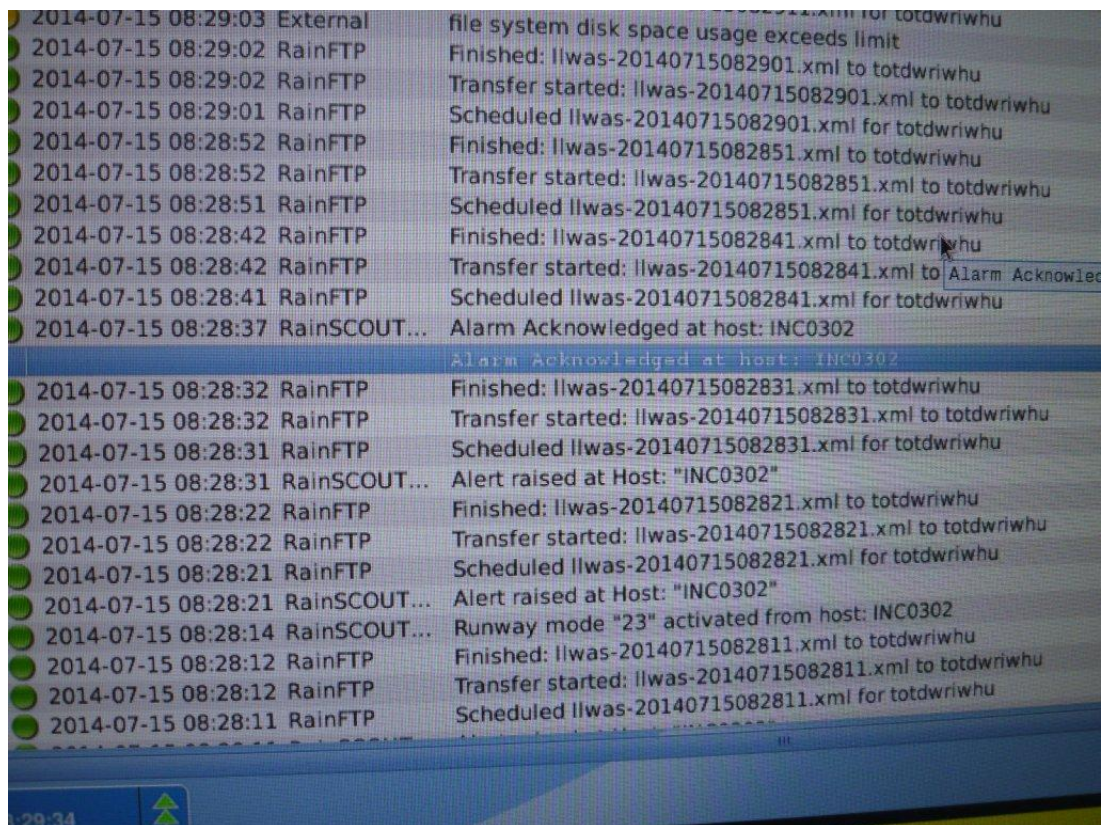 2014-07-15 08:29:03 External file system disk space usage exceeds limit
2014-07-15 08:29:02 RainFTP Finished: llwas-20140715082901.xml to totdwriwhu
2014-07-15 08:29:02 RainFTP Transfer started: llwas-20140715082901.xml to totdwriwhu
2014-07-15 08:29:01 RainFTP Scheduled llwas-20140715082901.xml for totdwriwhu
2014-07-15 08:28:52 RainFTP Finished: llwas-20140715082851.xml to totdwriwhu
2014-07-15 08:28:52 RainFTP Transfer started: llwas-20140715082851.xml to totdwriwhu
2014-07-15 08:28:51 RainSCOUT... Scheduled llwas-20140715082851.xml for totdwriwhu
2014-07-15 08:28:42 RainFTP Finished: llwas-20140715082841.xml to totdwriwhu
2014-07-15 08:28:42 RainFTP Transfer started: llwas-20140715082841.xml to Alarm Acknowled
2014-07-15 08:28:41 RainFTP Scheduled llwas-20140715082841.xml for totdwriwhu
2014-07-15 08:28:37 RainSCOUT... Alarm Acknowledged at host: INC0302
Alarm Acknowledged at host: INC0302
2014-07-15 08:28:32 RainFTP Finished: llwas-20140715082831.xml to totdwriwhu
2014-07-15 08:28:32 RainFTP Transfer started: llwas-20140715082831.xml to totdwriwhu
2014-07-15 08:28:31 RainFTP Scheduled llwas-20140715082831.xml for totdwriwhu
2014-07-15 08:28:31 RainSCOUT... Alert raised at Host: "INC0302"
2014-07-15 08:28:22 RainFTP Finished: llwas-20140715082821.xml to totdwriwhu
2014-07-15 08:28:22 RainFTP Transfer started: llwas-20140715082821.xml to totdwriwhu
2014-07-15 08:28:21 RainFTP Scheduled llwas-20140715082821.xml for totdwriwhu
2014-07-15 08:28:21 RainSCOUT... Alert raised at Host: "INC0302"
2014-07-15 08:28:14 RainSCOUT... Runway mode "23" activated from host: INC0302
2014-07-15 08:28:12 RainFTP Finished: llwas-20140715082811.xml to totdwriwhu
2014-07-15 08:28:12 RainFTP Transfer started: llwas-20140715082811.xml to totdwriwhu
2014-07-15 08:28:11 RainFTP Scheduled llwas-20140715082811.xml for totdwriwhu
:29:34